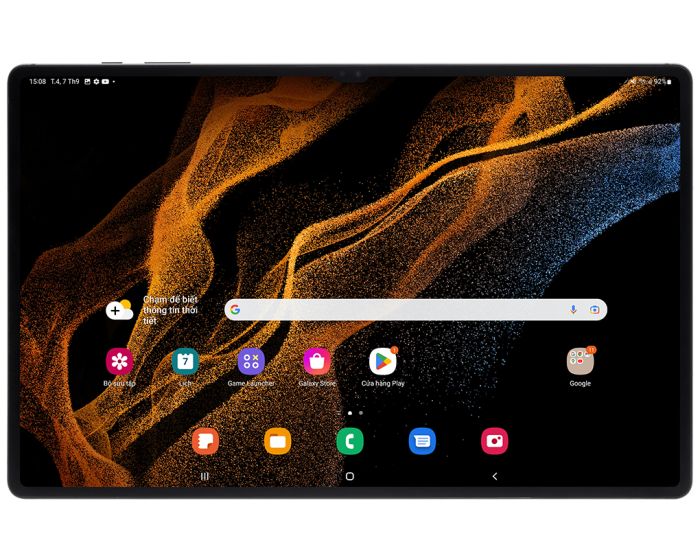 15:08 T.4, 7 Th9
92%
Chạm để biết
thông tin thời
tiết
7
Bộ sưu tập
Lịch
Game Launcher
Galaxy Store
Cửa hàng Play
Google